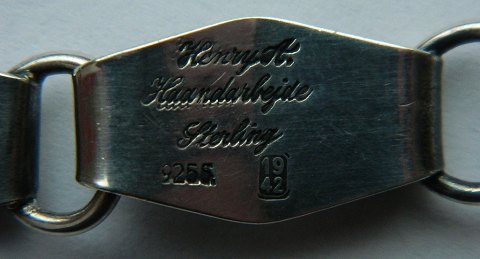 Henry A.
Haandarbejde
Sterling
925S. 19
42